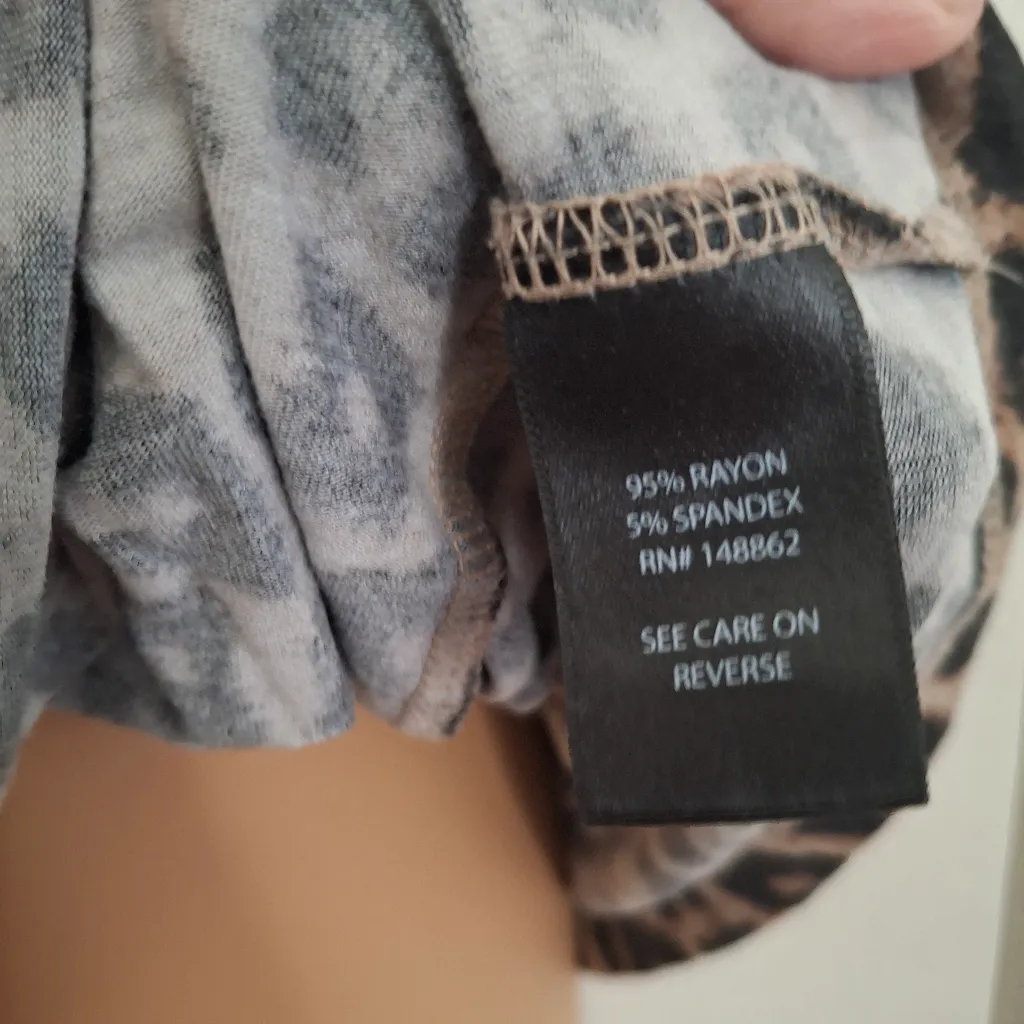 95% RAYON
5% SPANDEX
RN# 148862
SEE CARE ON
REVERSE